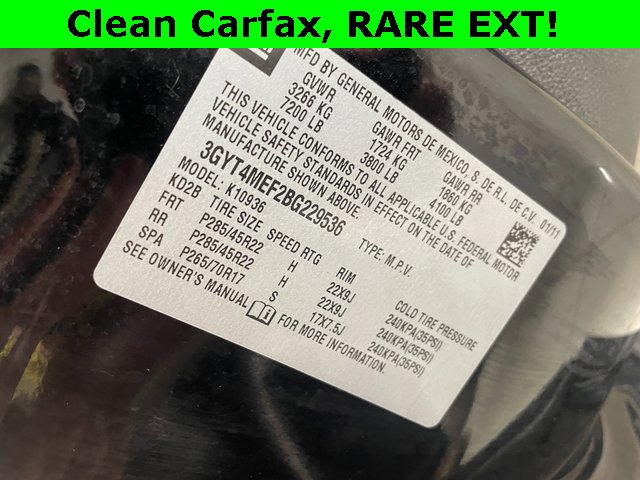 Clean Carfax, RARE EXT!
MFD BY GENERAL MOTORS DE MEXICO, S. DE R.L. DE C.V. 01/11
GVWR GAWR FRT GAWR RR
3266 KG 1724 KG 1860 KG
7200 LB 3800 LB 4100 LB
THIS VEHICLE CONFORMS TO ALL APPLICABLE U.S. FEDERAL MOTOR
VEHICLE SAFETY STANDARDS IN EFFECT ON THE DATE OF
MANUFACTURE SHOWN ABOVE.
3GYT4MEF2BG229536 TYPE: M.P.V.
MODEL: K10936
KD2B TIRE SIZE SPEED RTG RIM COLD TIRE PRESSURE
FRT P285/45R22 H 22X9J 240KPA(35PSI)
RR P285/45R22 H 22X9J 240KPA(35PSI)
SPA P265/70R17 S 17X7.5J 240KPA(35PSI)
SEE OWNER'S MANUAL FOR MORE INFORMATION.